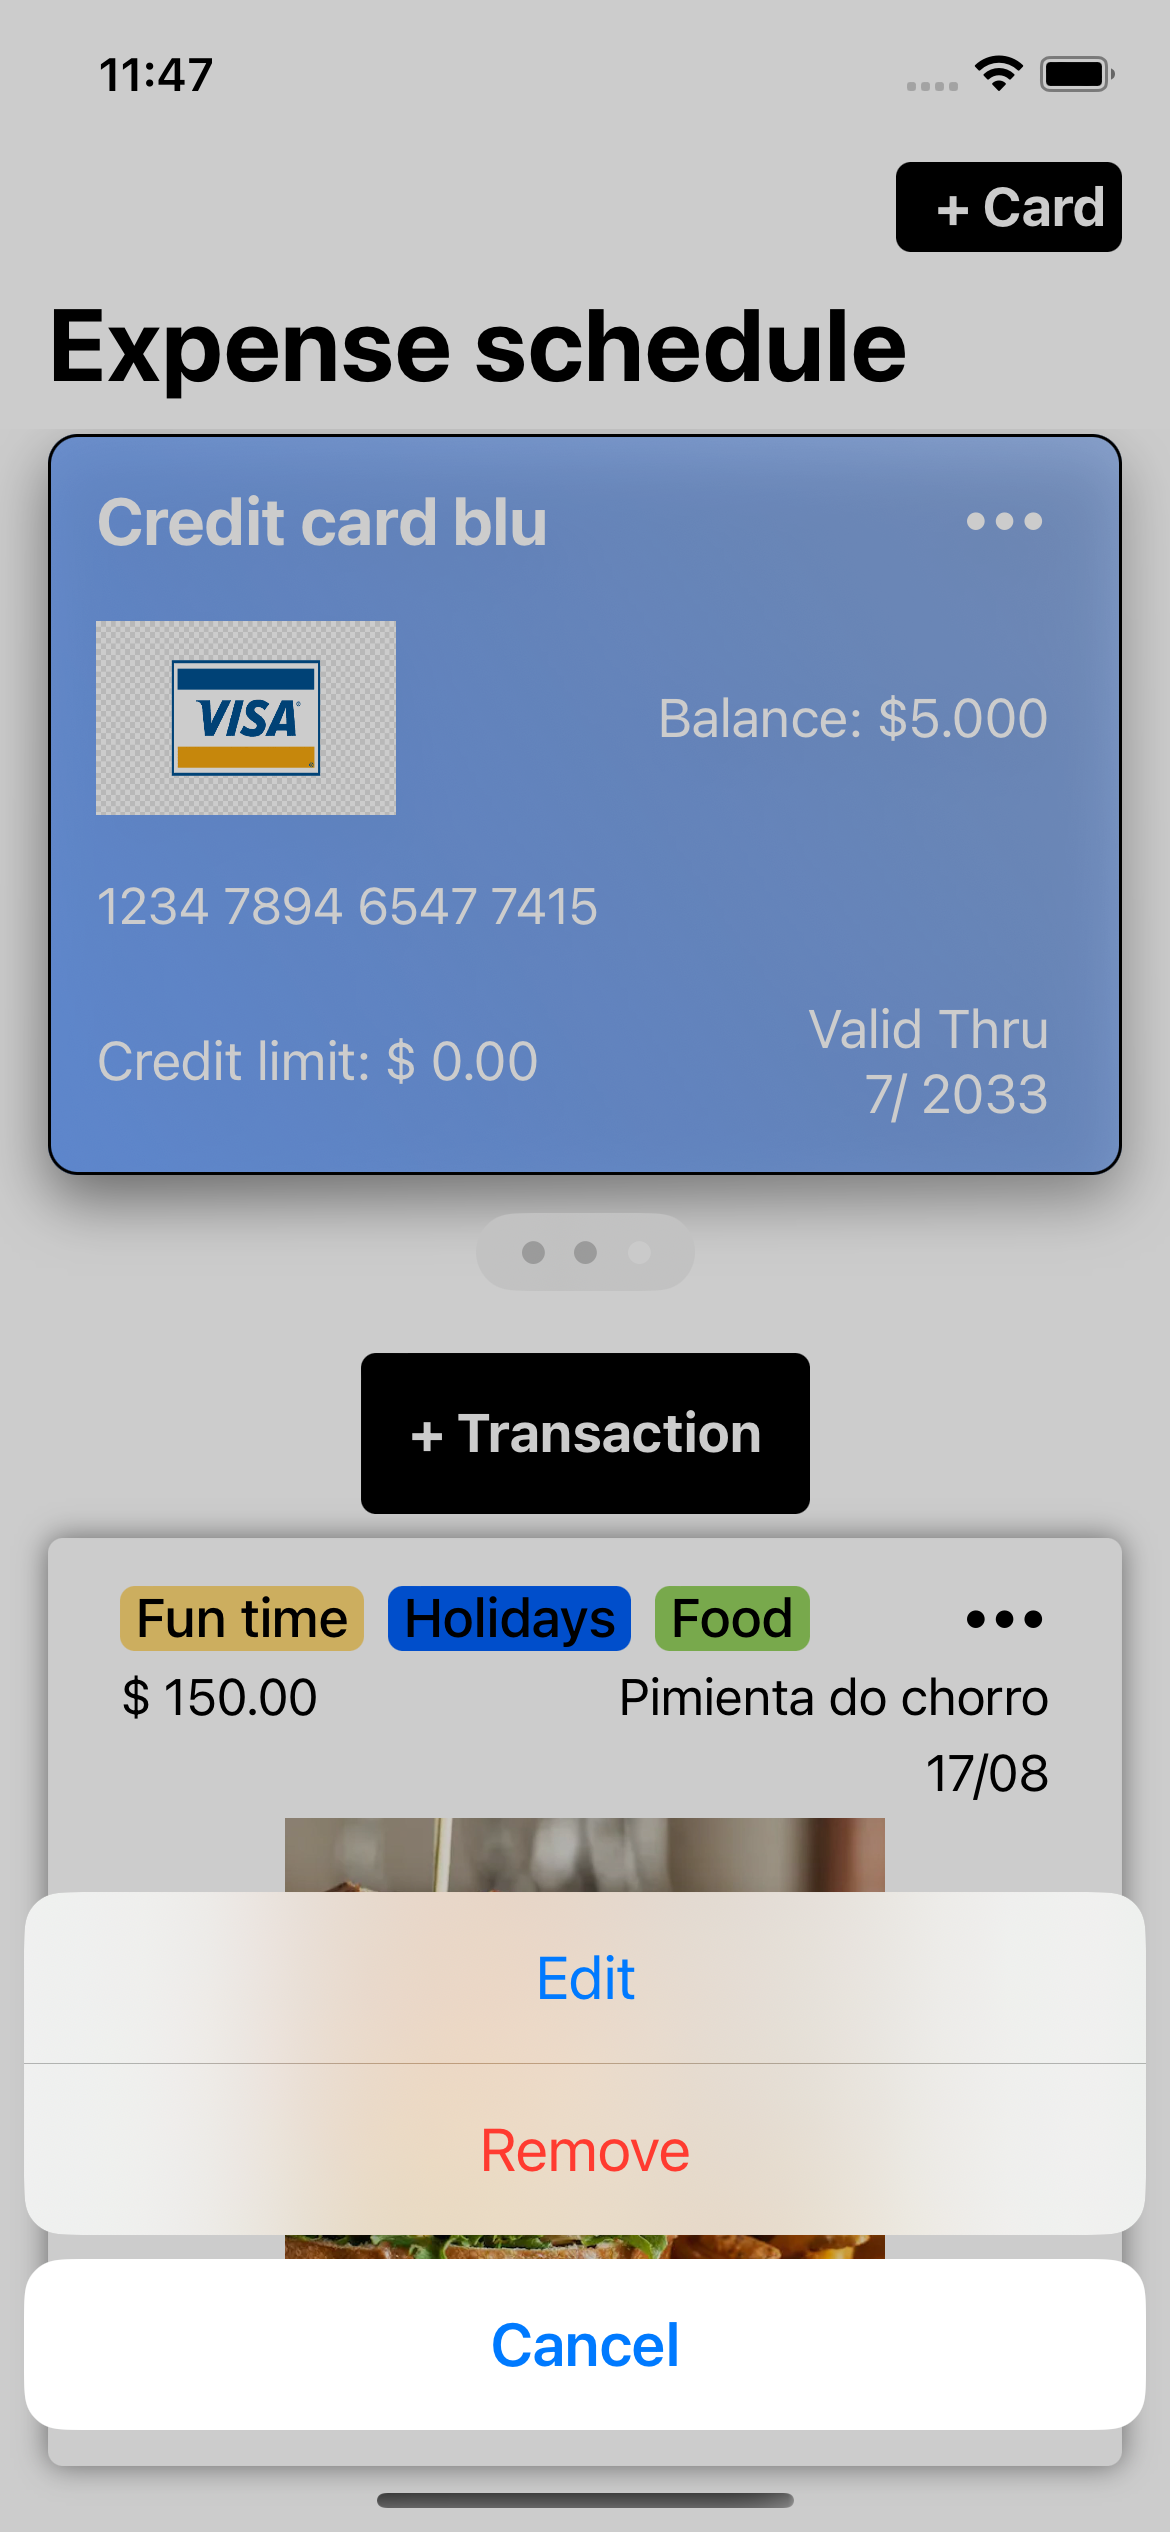 11:47
+ Card
Expense schedule
Credit card blu
VISA
Balance: $5.000
1234 7894 6547 7415
Credit limit: $ 0.00
Valid Thru
7/ 2033
+ Transaction
Fun time Holidays Food
$ 150.00 Pimienta do chorro
17/08
Edit
Remove
Cancel